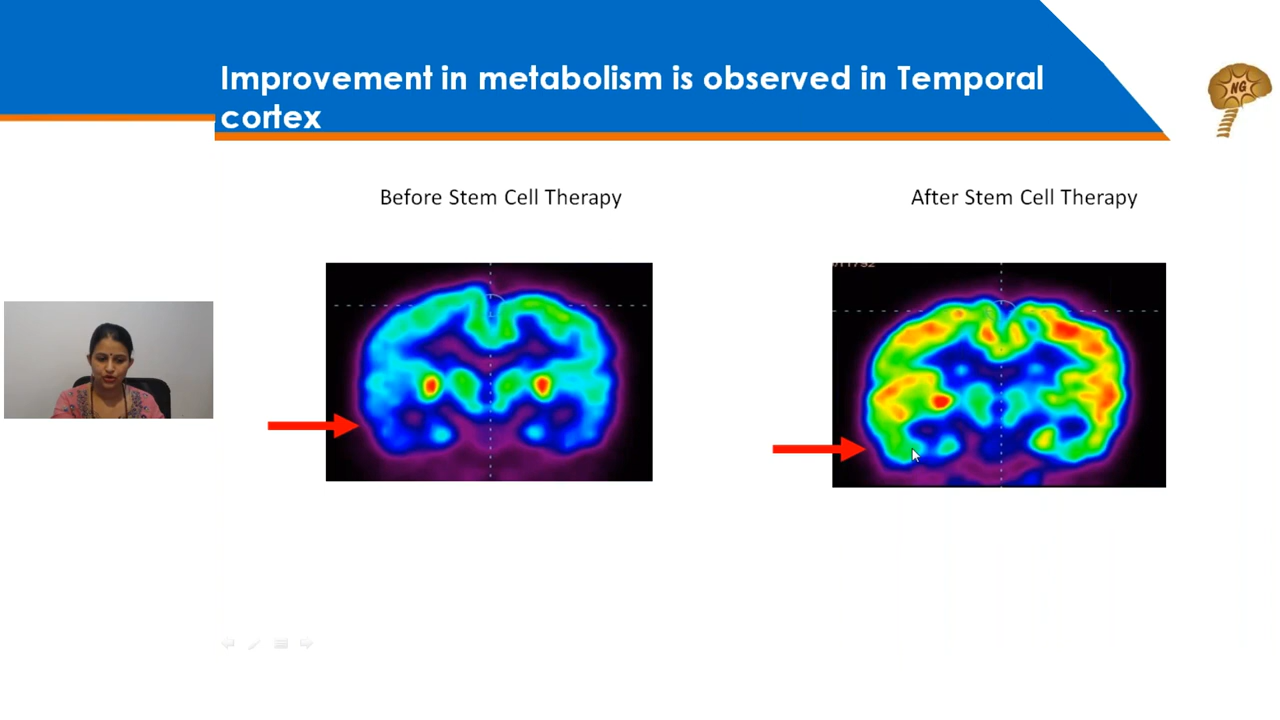 Improvement in metabolism is observed in Temporal
cortex
NG
Before Stem Cell Therapy
After Stem Cell Therapy